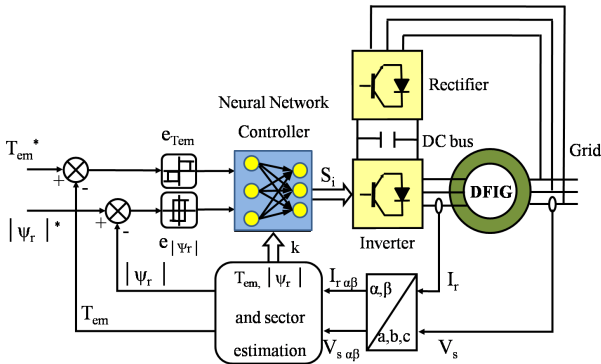 Rectifier
Neural Network
Controller
DC bus
Grid
T_em*
e_Tem
S_i
DFIG
+
-
|ψ_r|*
+
-
e_|Ψr|
Inverter
k
|ψ_r|
T_em, |ψ_r|
I_r αβ
α,β
I_r
T_em
and sector
estimation
V_s αβ
a,b,c
V_s